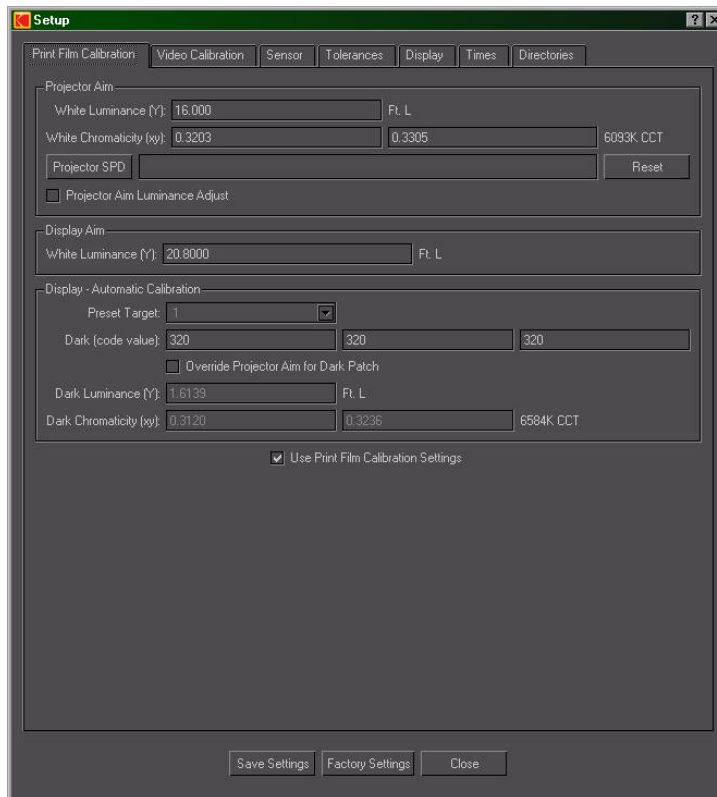 Setup
Print Film Calibration Video Calibration Sensor Tolerances Display Times Directories
Projector Aim
White Luminance (Y): 16.000 Ft. L
White Chromaticity (xy): 0.3203 0.3305 6093K CCT
Projector SPD Reset
Projector Aim Luminance Adjust
Display Aim
White Luminance (Y): 20.8000 Ft. L
Display - Automatic Calibration
Preset Target: 1
Dark (code value): 320 320 320
Override Projector Aim for Dark Patch
Dark Luminance (Y): 1.6139 Ft. L
Dark Chromaticity (xy): 0.3120 0.3236 6584K CCT
Use Print Film Calibration Settings
Save Settings Factory Settings Close